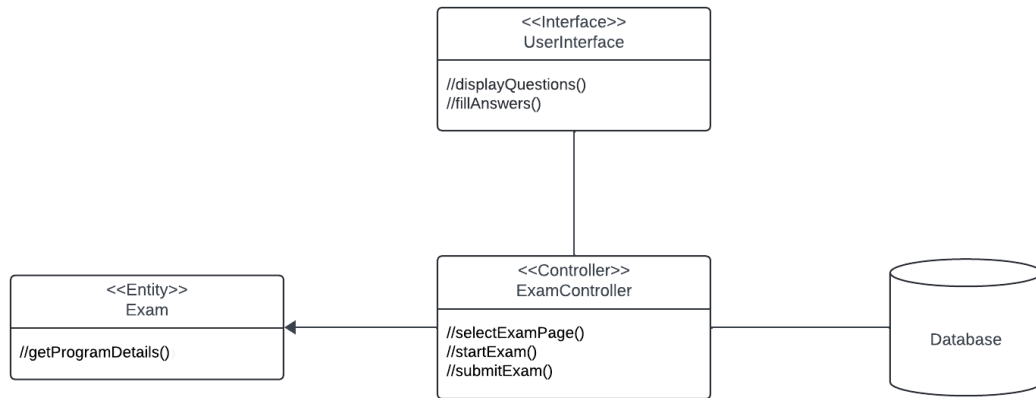 <<Interface>>
UserInterface
//displayQuestions()
//fillAnswers()
<<Entity>>
Exam
//getProgramDetails()
<<Controller>>
ExamController
//selectExamPage()
//startExam()
//submitExam()
Database